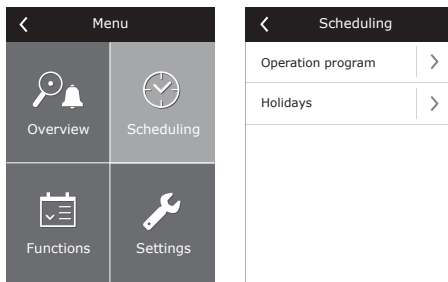 Menu
Overview
Scheduling
Functions
Settings
Scheduling
Operation program
Holidays